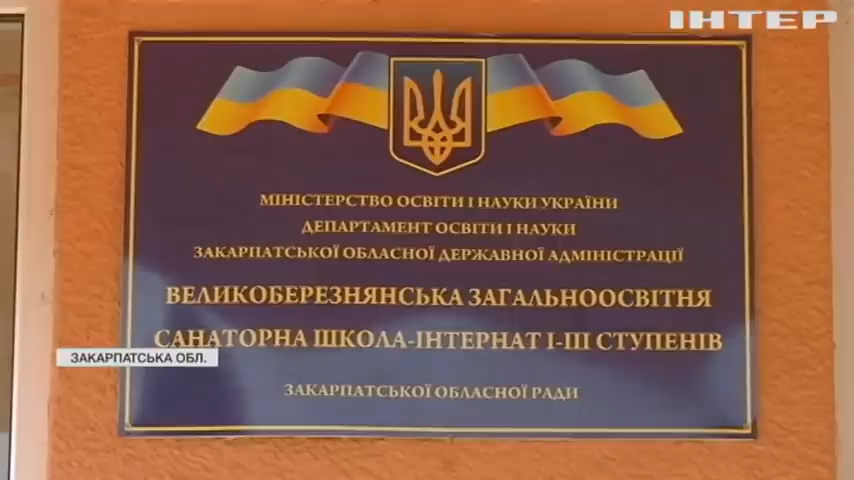 ІНТЕР
МІНІСТЕРСТВО ОСВІТИ І НАУКИ УКРАЇНИ
ДЕПАРТАМЕНТ ОСВІТИ І НАУКИ
ЗАКАРПАТСЬКОЇ ОБЛАСНОЇ ДЕРЖАВНОЇ АДМІНІСТРАЦІЇ
ВЕЛИКОБЕРЕЗНЯНСЬКА ЗАГАЛЬНООСВІТНЯ
САНАТОРНА ШКОЛА-ІНТЕРНАТ І-ІІІ СТУПЕНІВ
ЗАКАРПАТСЬКА ОБЛ.
ЗАКАРПАТСЬКОЇ ОБЛАСНОЇ РАДИ